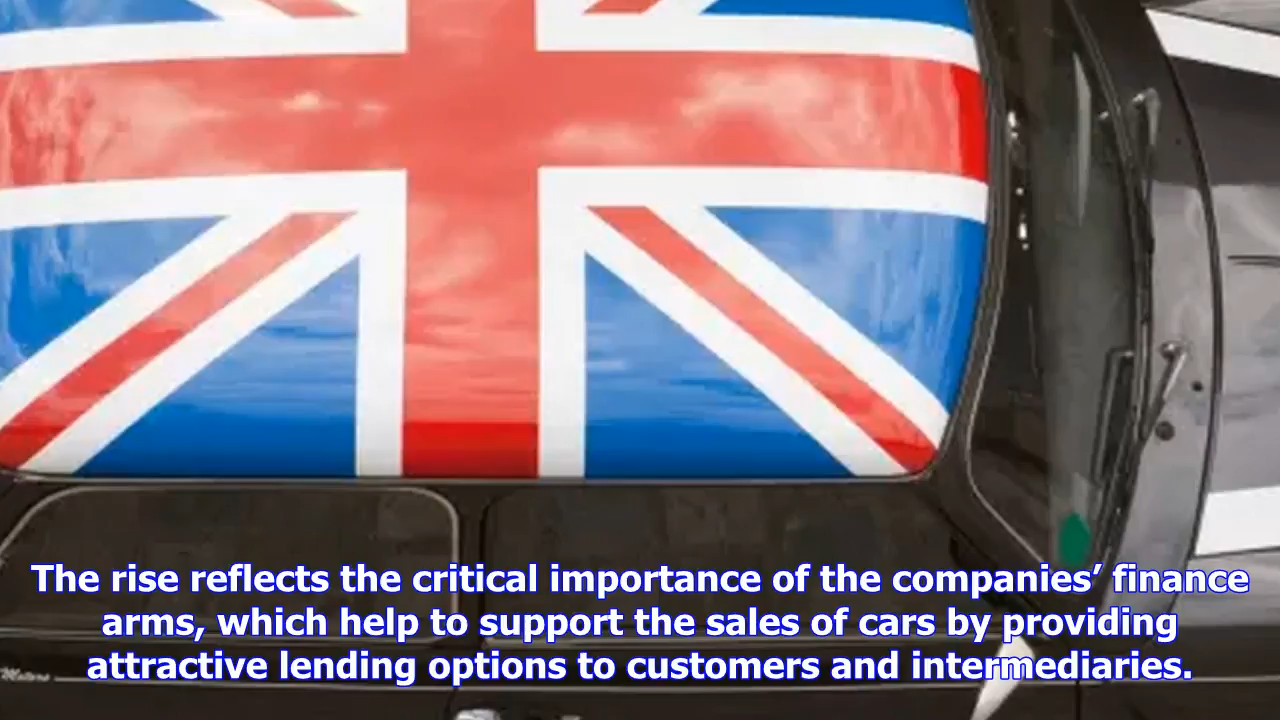 The rise reflects the critical importance of the companies’ finance
arms, which help to support the sales of cars by providing
attractive lending options to customers and intermediaries.